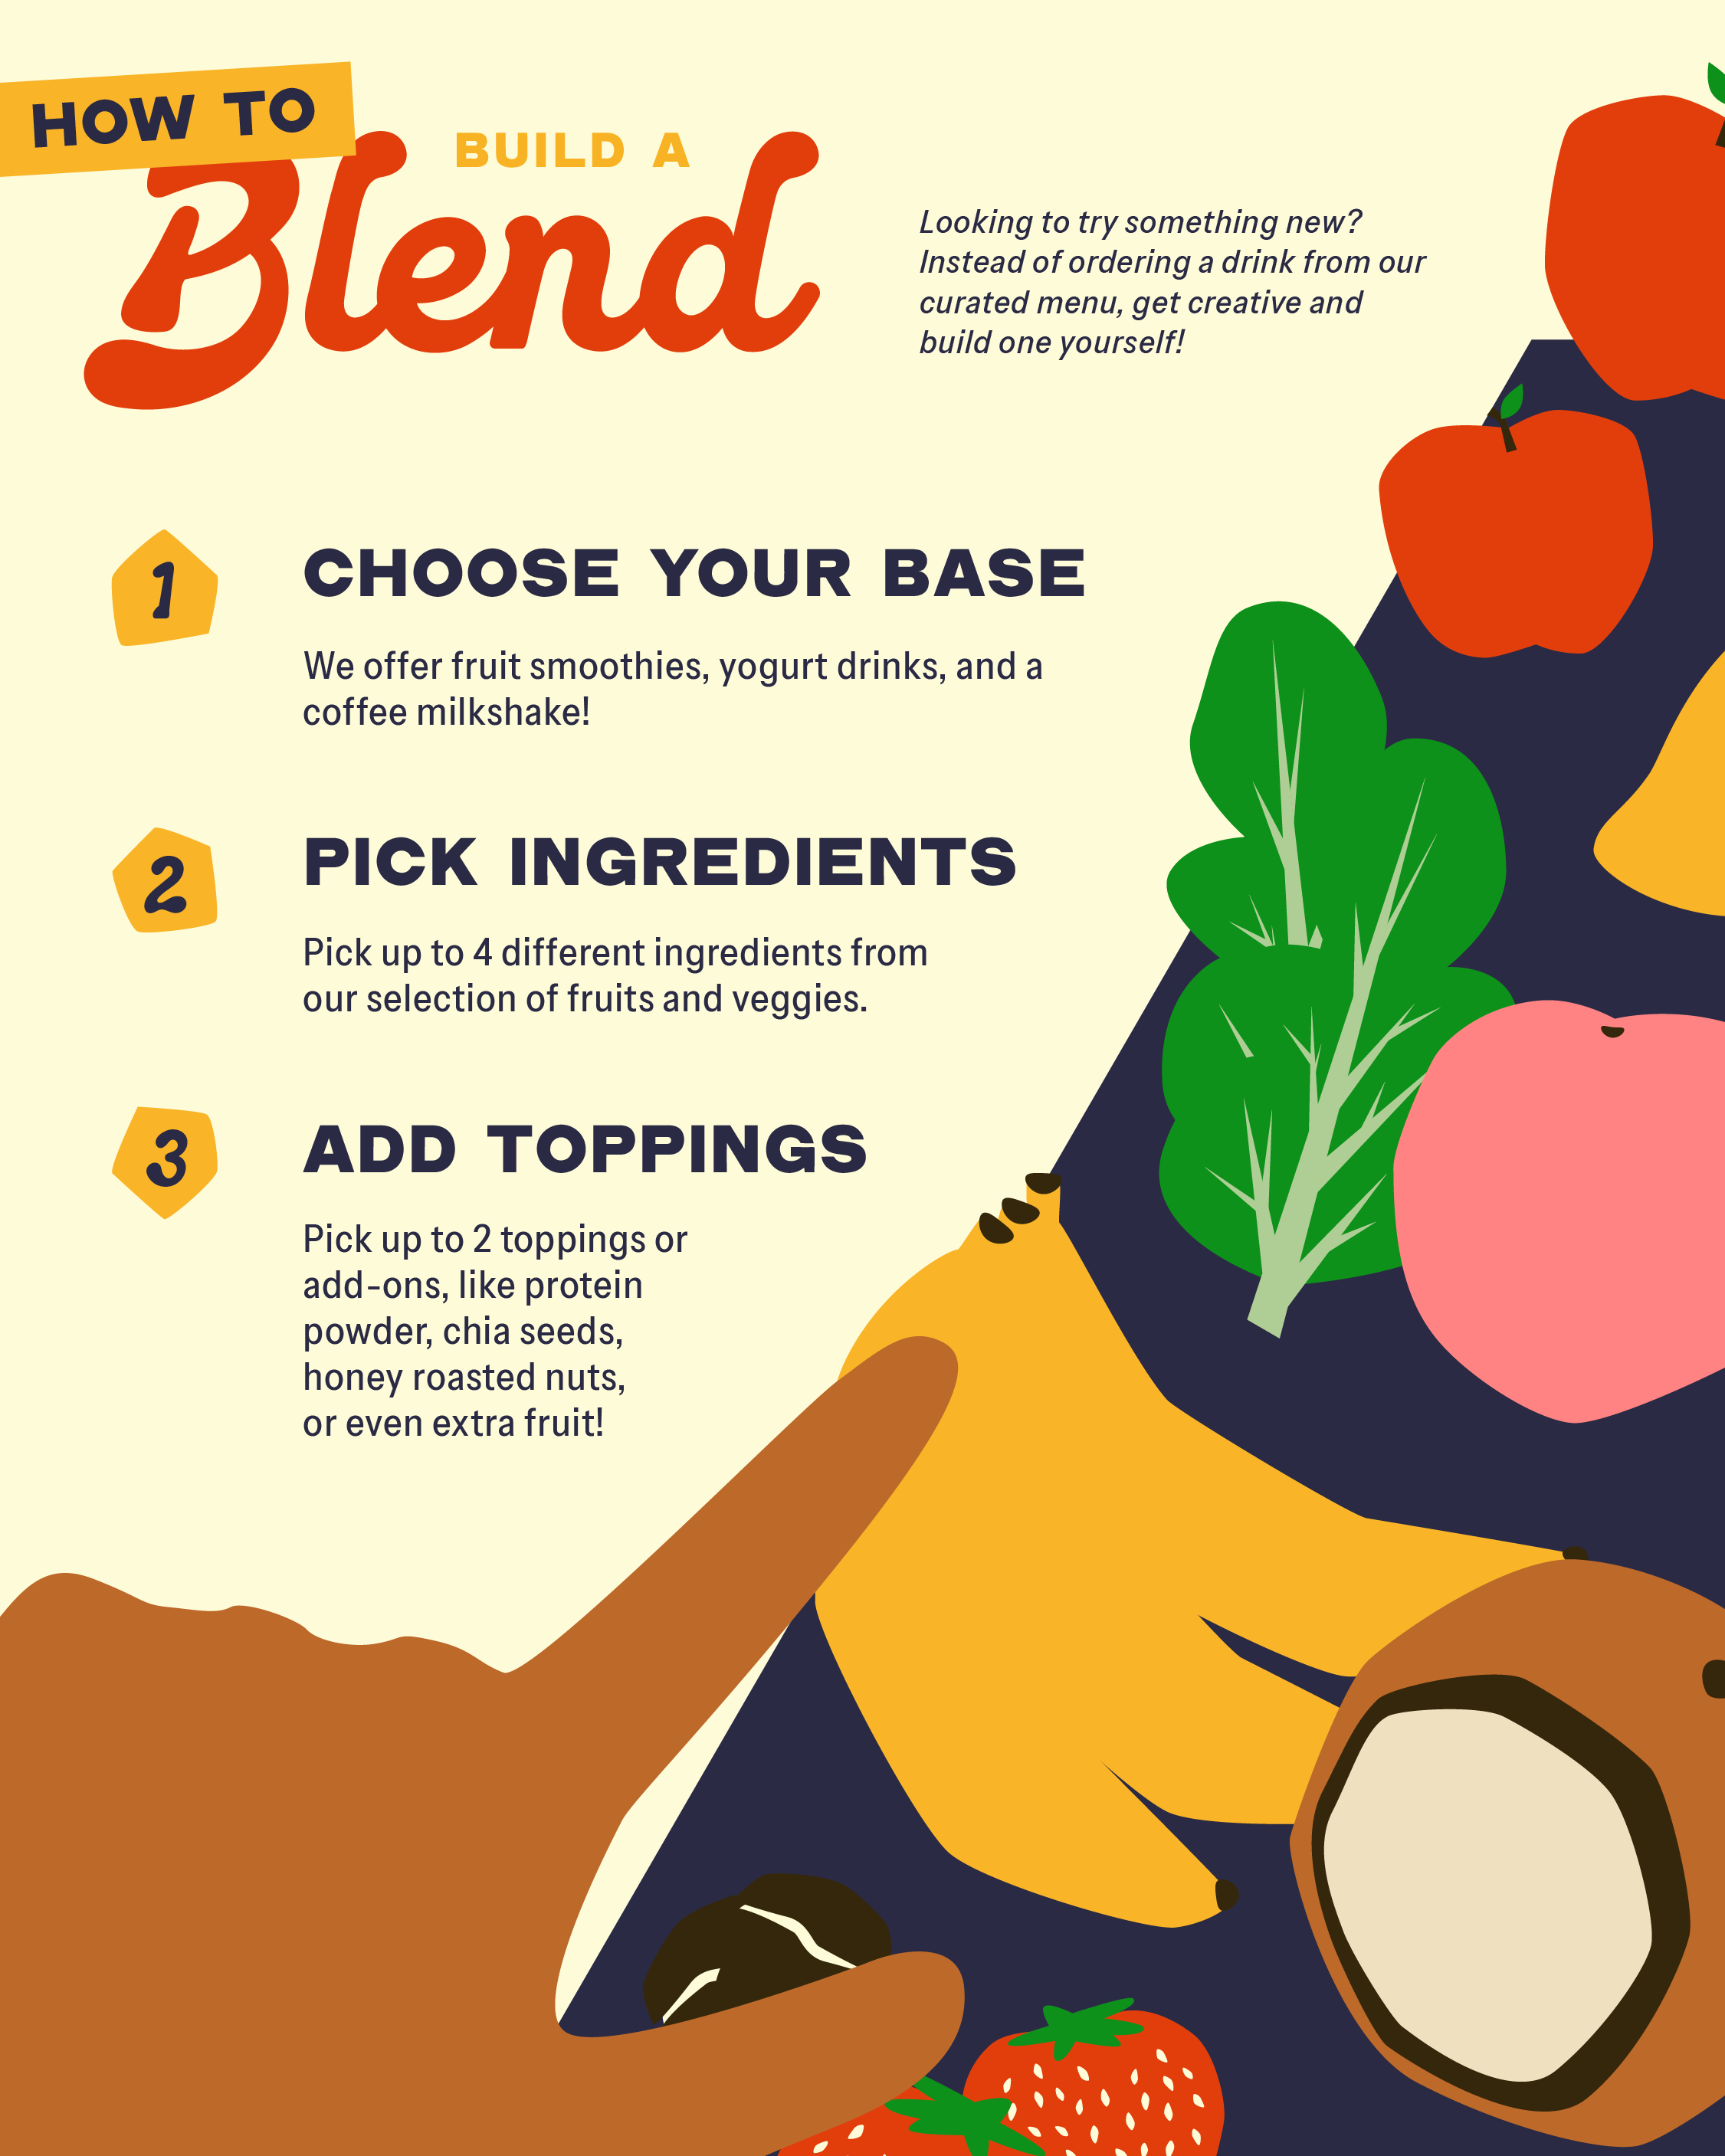 HOW TO
BUILD A
Blend
Looking to try something new?
Instead of ordering a drink from our
curated menu, get creative and
build one yourself!
1
CHOOSE YOUR BASE
We offer fruit smoothies, yogurt drinks, and a
coffee milkshake!
2
PICK INGREDIENTS
Pick up to 4 different ingredients from
our selection of fruits and veggies.
3
ADD TOPPINGS
Pick up to 2 toppings or
add-ons, like protein
powder, chia seeds,
honey roasted nuts,
or even extra fruit!